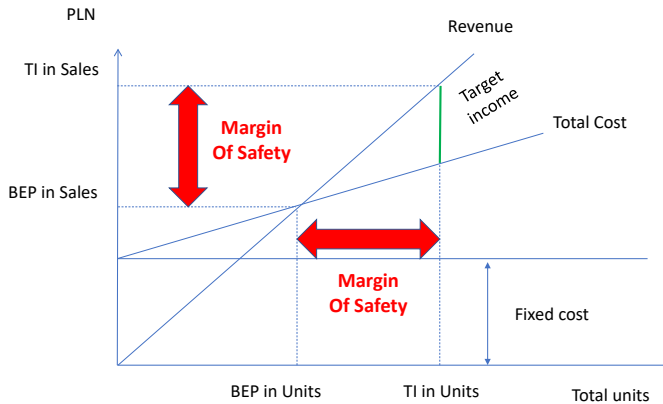 PLN
Revenue
TI in Sales
Target
income
Margin
Of Safety
Total Cost
BEP in Sales
Margin
Of Safety
Fixed cost
BEP in Units
TI in Units
Total units